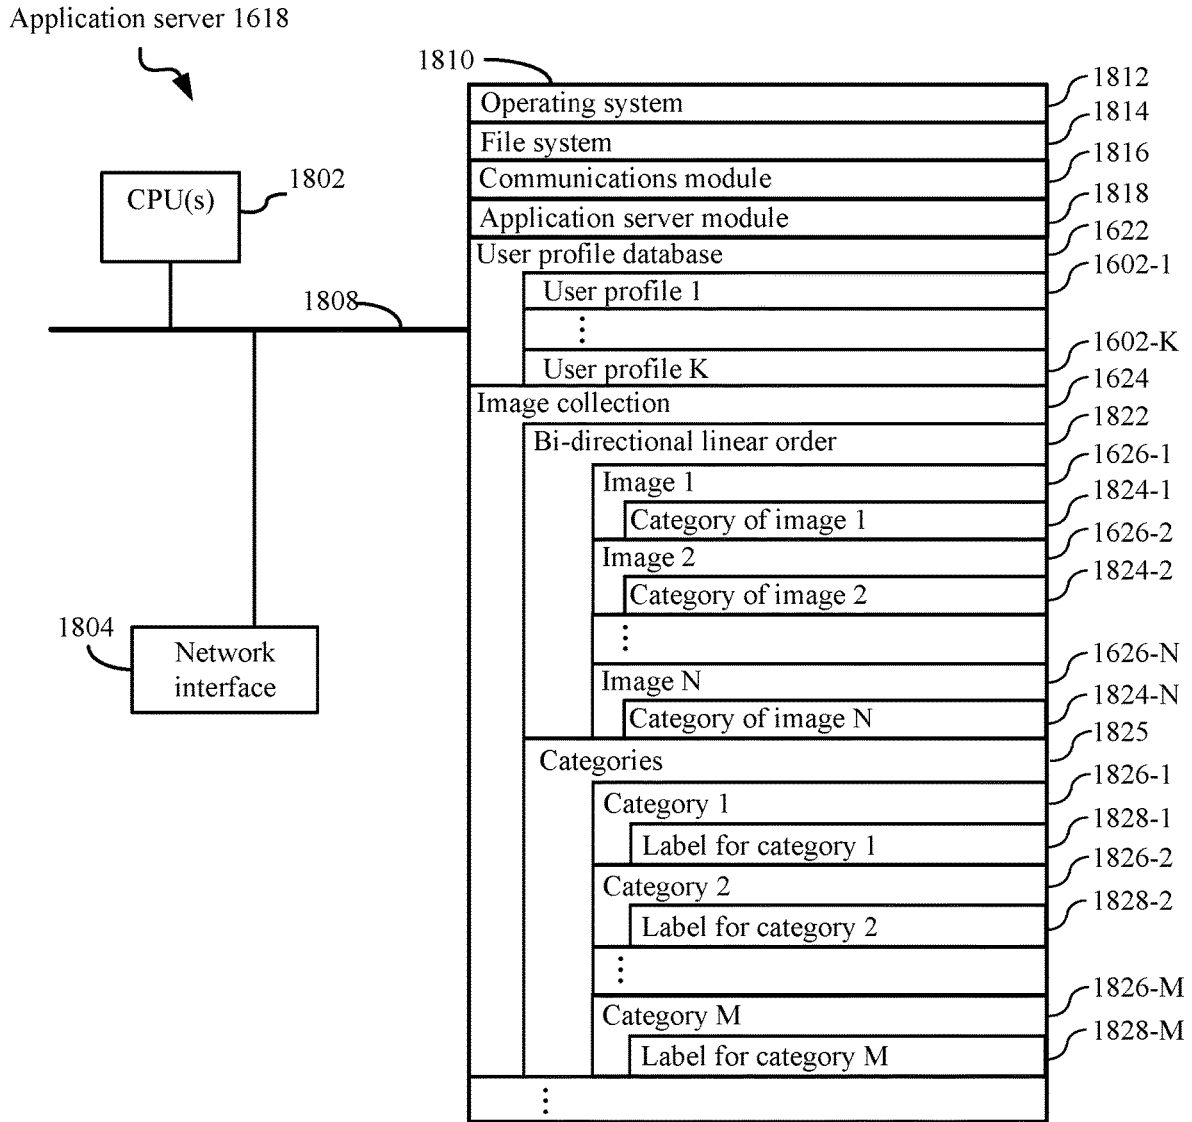 Application server 1618
1810
1812
Operating system
1814
File system
1816
Communications module
1802
CPU(s)
1818
Application server module
1622
User profile database
1602-1
User profile 1
1808
1602-K
User profile K
1624
Image collection
1822
Bi-directional linear order
1626-1
Image 1
1824-1
Category of image 1
1626-2
Image 2
1824-2
Category of image 2
1804
Network
interface
1626-N
Image N
1824-N
Category of image N
1825
Categories
1826-1
Category 1
1828-1
Label for category 1
1826-2
Category 2
1828-2
Label for category 2
1826-M
Category M
1828-M
Label for category M